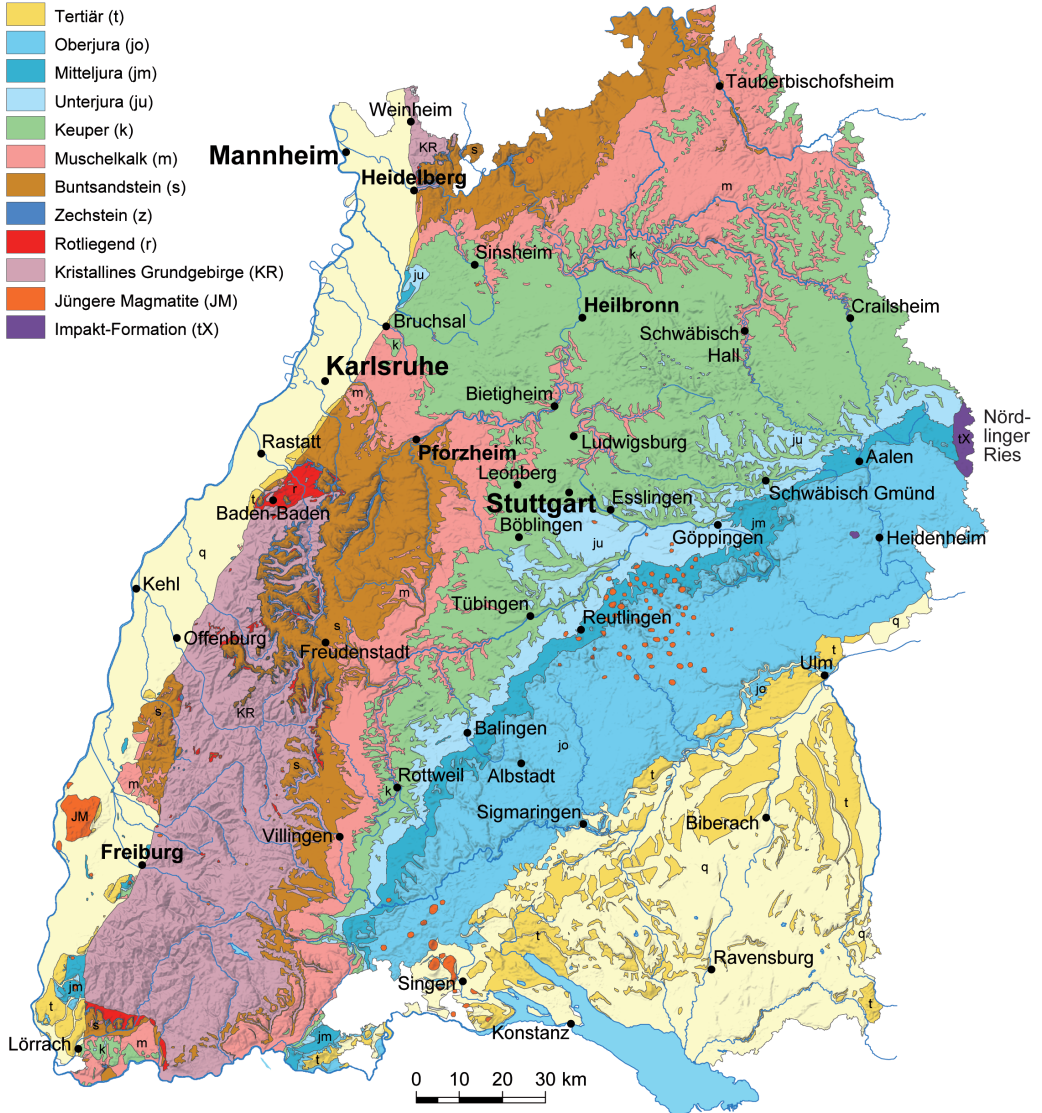 Tertiär (t)
Oberjura (jo)
Mitteljura (jm)
Unterjura (ju)
Keuper (k)
Muschelkalk (m)
Buntsandstein (s)
Zechstein (z)
Rotliegend (r)
Kristallines Grundgebirge (KR)
Jüngere Magmatite (JM)
Impakt-Formation (tX)
Tauberbischofsheim
Weinheim
KR
s
Mannheim
Heidelberg
m
Sinsheim
k
ju
Heilbronn
Crailsheim
Bruchsal
Schwäbisch
Hall
k
Karlsruhe
m
Bietigheim
Nörd-
linger
Ries
tX
Rastatt
Pforzheim
k
Ludwigsburg
ju
Aalen
Leonberg
r
t
Baden-Baden
Stuttgart
Esslingen
Schwäbisch Gmünd
Böblingen
jm
Göppingen
Heidenheim
ju
q
Kehl
m
Tübingen
Reutlingen
q
s
Offenburg
Freudenstadt
t
Ulm
jo
s
KR
Balingen
jo
s
Albstadt
t
m
Rottweil
k
t
JM
Sigmaringen
Biberach
Villingen
Freiburg
q
t
q
Ravensburg
jm
Singen
t
t
s
Konstanz
Lörrach
k
m
jm
t
0 10 20 30 km